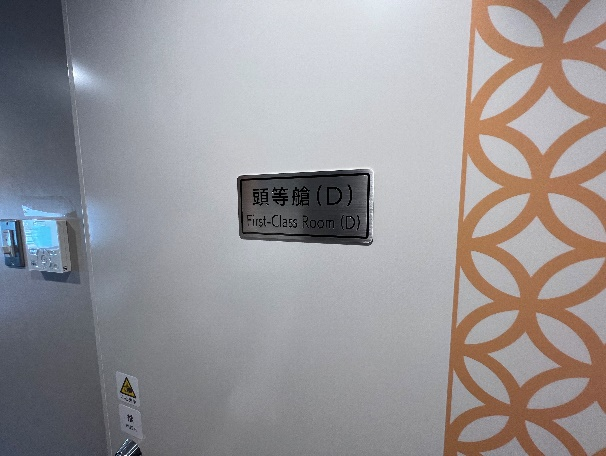 頭等艙(D)
First-Class Room (D)